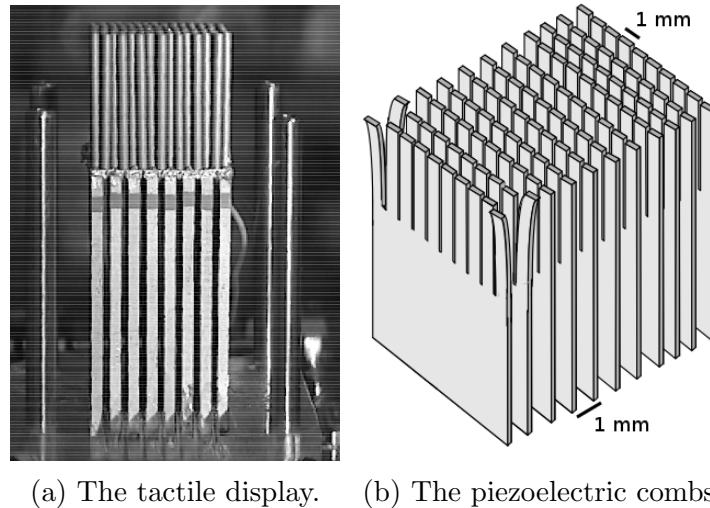 1 mm
1 mm
(a) The tactile display.
(b) The piezoelectric combs